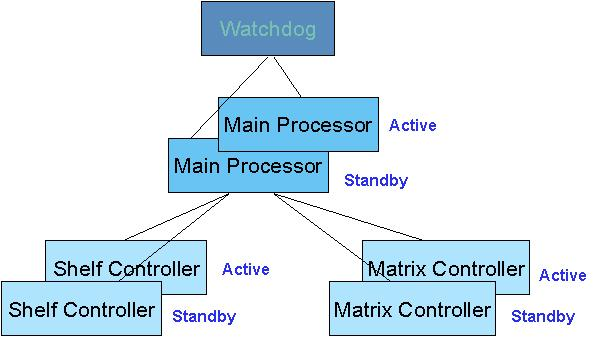 Watchdog
Main Processor
Active
Main Processor
Standby
Shelf Controller
Active
Matrix Controller
Active
Shelf Controller
Standby
Matrix Controller
Standby